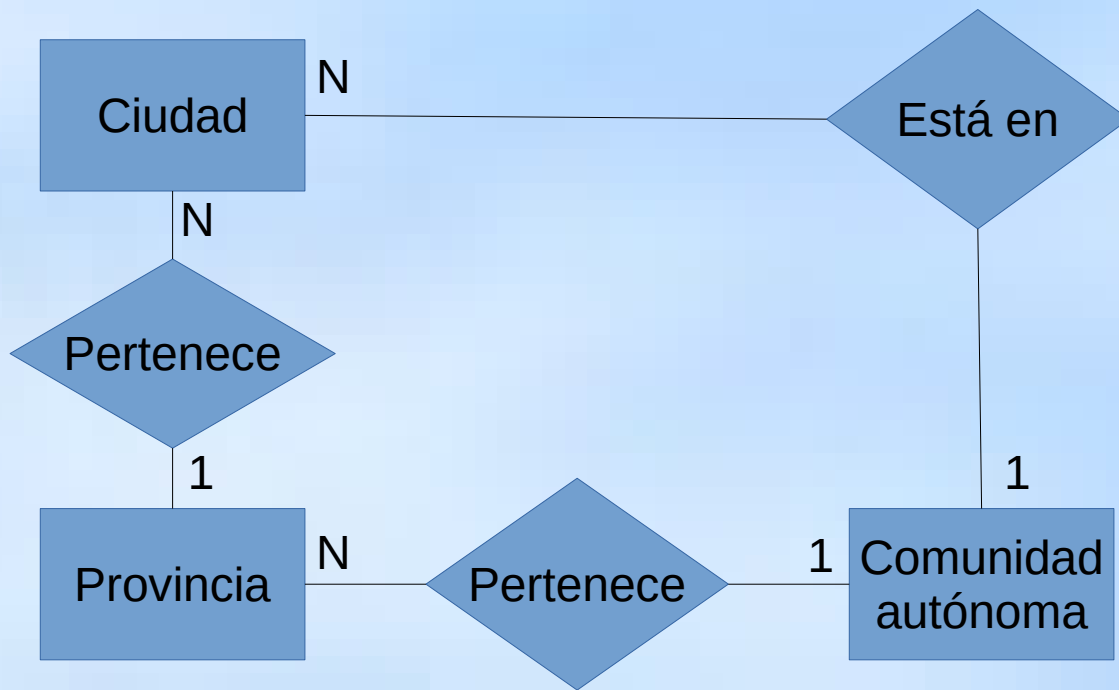 Ciudad
N
Está en
N
Pertenece
1
1
Provincia
N
Pertenece
1
Comunidad
autónoma